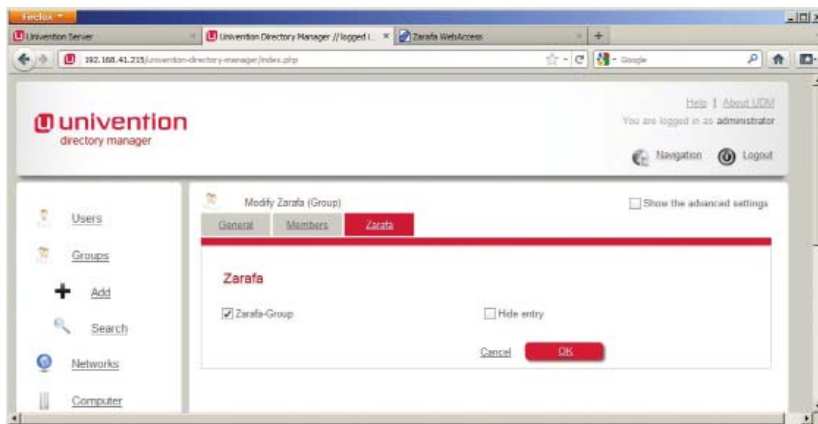 Firefox
Univention Server
Univention Directory Manager // logged i...
Zarafa WebAccess
192.168.41.215/univention-directory-manager/index.php
Google
univention
directory manager
Help | About UDM
You are logged in as administrator
Navigation
Logout
Users
Groups
Add
Search
Networks
Computer
Modify Zarafa (Group)
Show the advanced settings
General
Members
Zarafa
Zarafa
Zarafa-Group
Hide entry
Cancel
OK